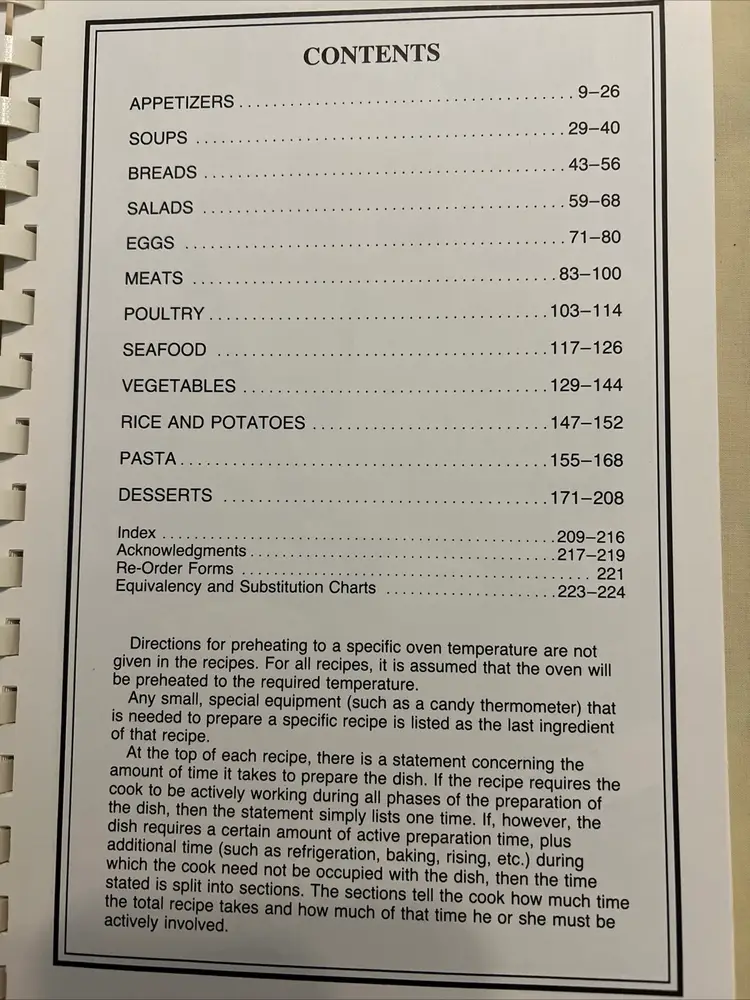 CONTENTS
APPETIZERS........................................9–26
SOUPS ........................................29–40
BREADS ........................................43–56
SALADS ........................................59–68
EGGS ........................................71–80
MEATS ........................................83–100
POULTRY........................................103–114
SEAFOOD ........................................117–126
VEGETABLES ........................................129–144
RICE AND POTATOES ............................147–152
PASTA........................................155–168
DESSERTS ........................................171–208
Index ........................................209–216
Acknowledgments....................................217–219
Re-Order Forms ........................................ 221
Equivalency and Substitution Charts ....................223–224
Directions for preheating to a specific oven temperature are not
given in the recipes. For all recipes, it is assumed that the oven will
be preheated to the required temperature.
Any small, special equipment (such as a candy thermometer) that
is needed to prepare a specific recipe is listed as the last ingredient
of that recipe.
At the top of each recipe, there is a statement concerning the
amount of time it takes to prepare the dish. If the recipe requires the
cook to be actively working during all phases of the preparation of
the dish, then the statement simply lists one time. If, however, the
dish requires a certain amount of active preparation time, plus
additional time (such as refrigeration, baking, rising, etc.) during
which the cook need not be occupied with the dish, then the time
stated is split into sections. The sections tell the cook how much time
the total recipe takes and how much of that time he or she must be
actively involved.